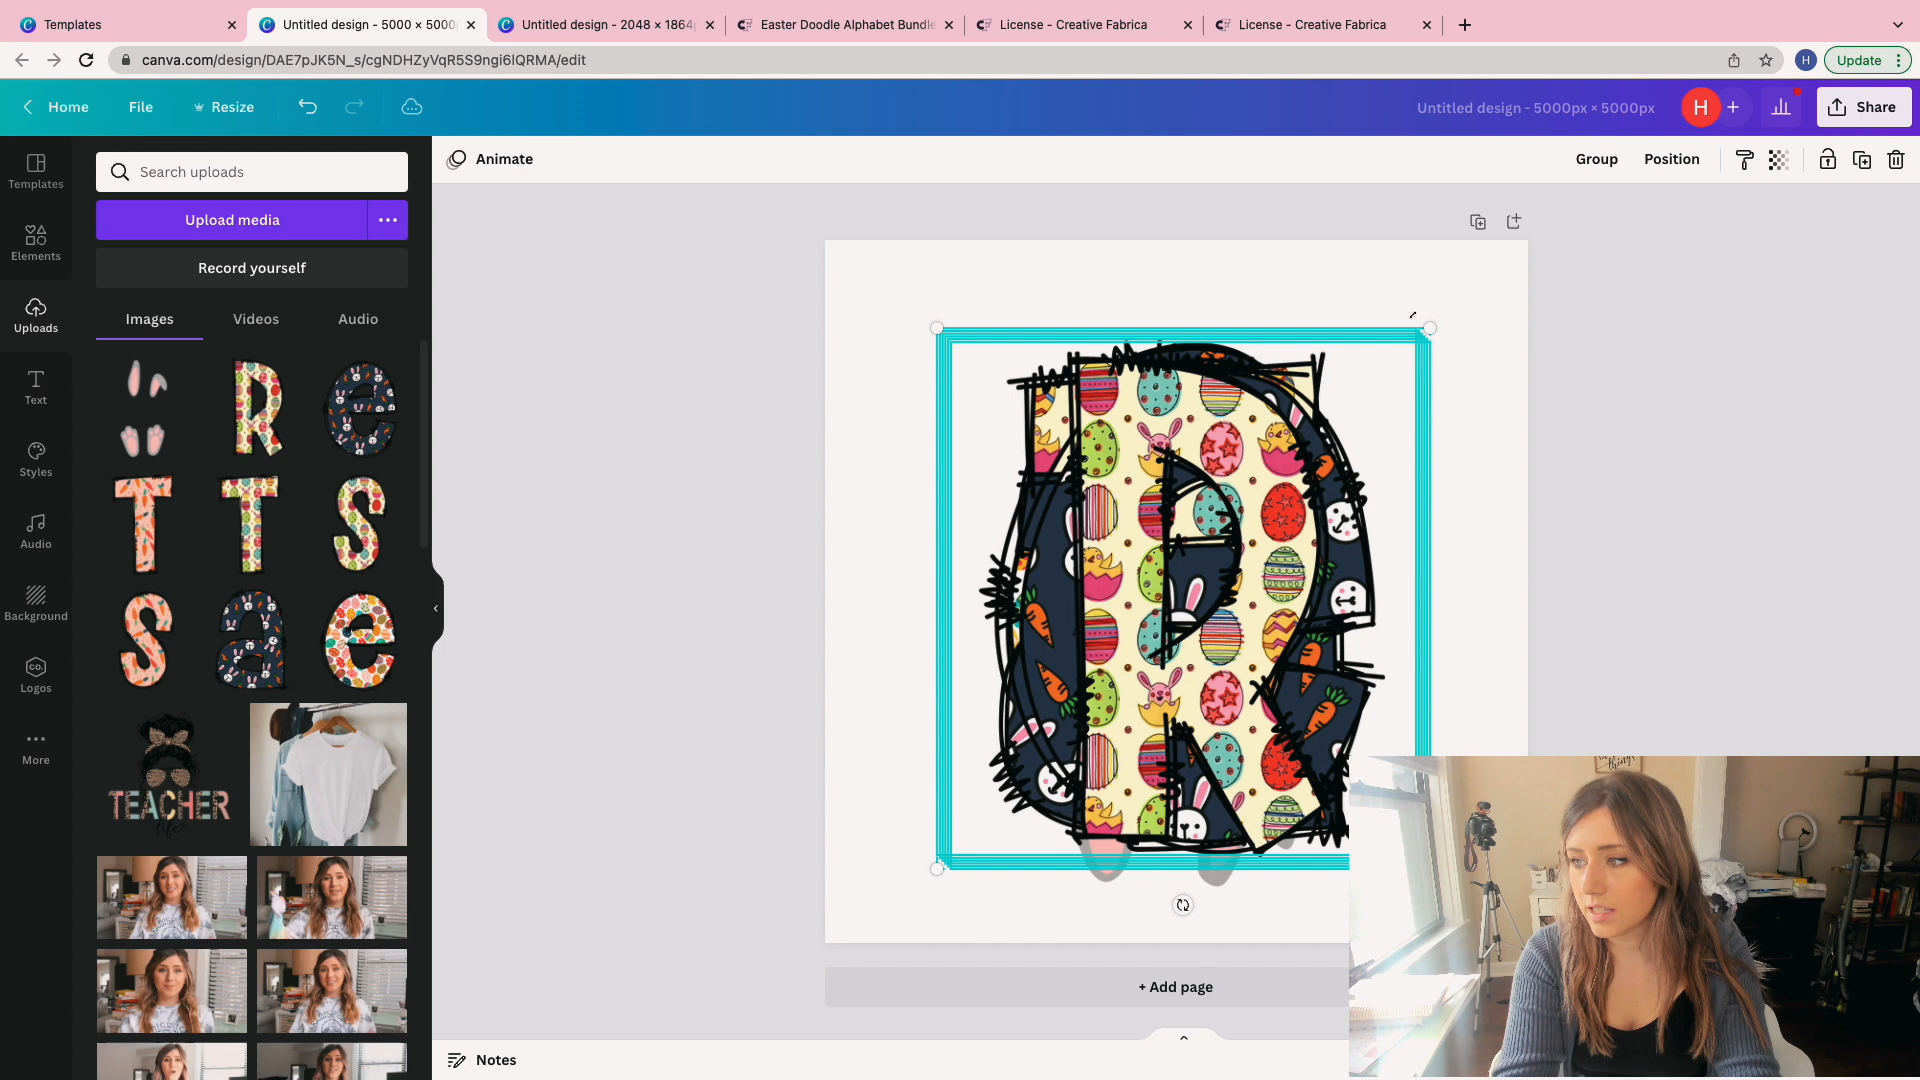 Templates
Untitled design - 5000 × 5000
Untitled design - 2048 × 1864
Easter Doodle Alphabet Bundle
License - Creative Fabrica
License - Creative Fabrica
canva.com/design/DAE7pJK5N_s/cgNDHZyVqR5S9ngi6lQRMA/edit
H
Update
Home
File
Resize
Untitled design - 5000px × 5000px
H
Share
Templates
Elements
Uploads
Text
Styles
Audio
Background
CO.
Logos
More
Search uploads
Upload media
Record yourself
Images
Videos
Audio
R e
T T S
S a e
TEACHER
life
Animate
Group
Position
+ Add page
Notes
things